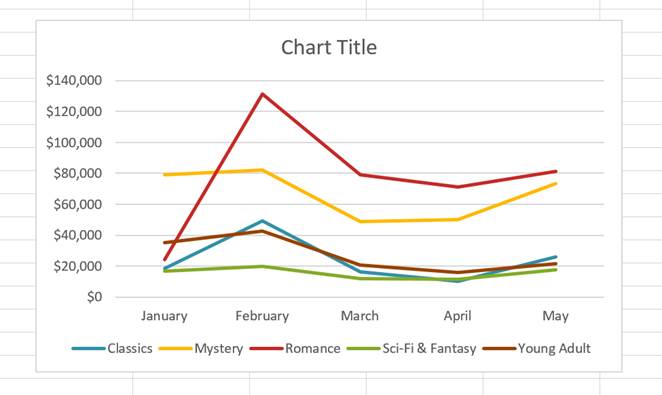 Chart Title
$140,000
$120,000
$100,000
$80,000
$60,000
$40,000
$20,000
$0
January February March April May
Classics Mystery Romance Sci-Fi & Fantasy Young Adult